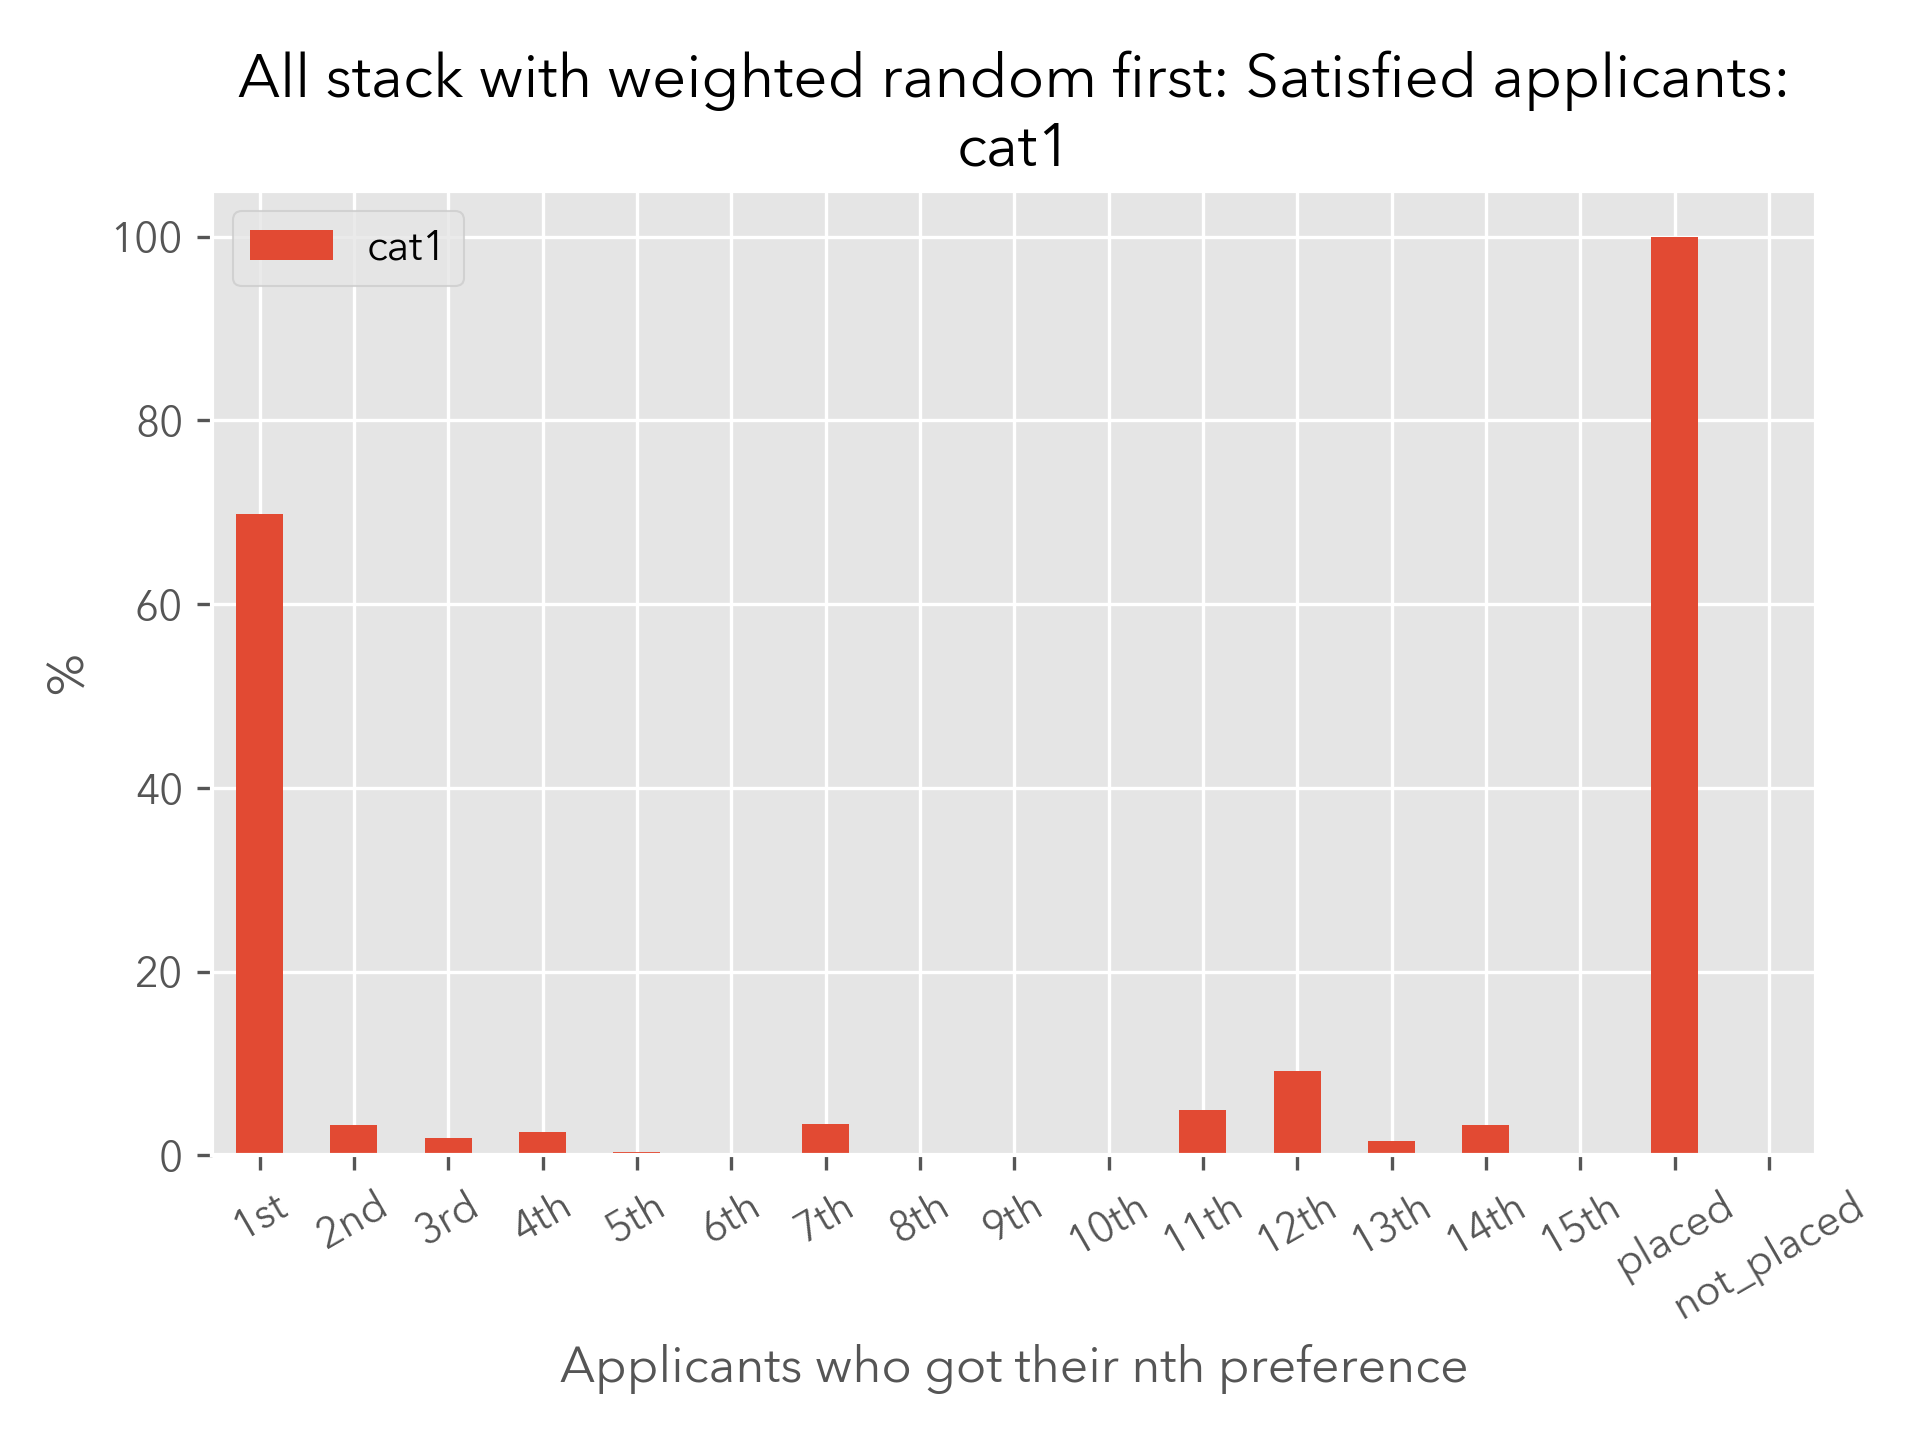 All stack with weighted random first: Satisfied applicants:
cat1
cat1
100
80
60
40
20
0
%
1st 2nd 3rd 4th 5th 6th 7th 8th 9th 10th 11th 12th 13th 14th 15th placed not_placed
Applicants who got their nth preference